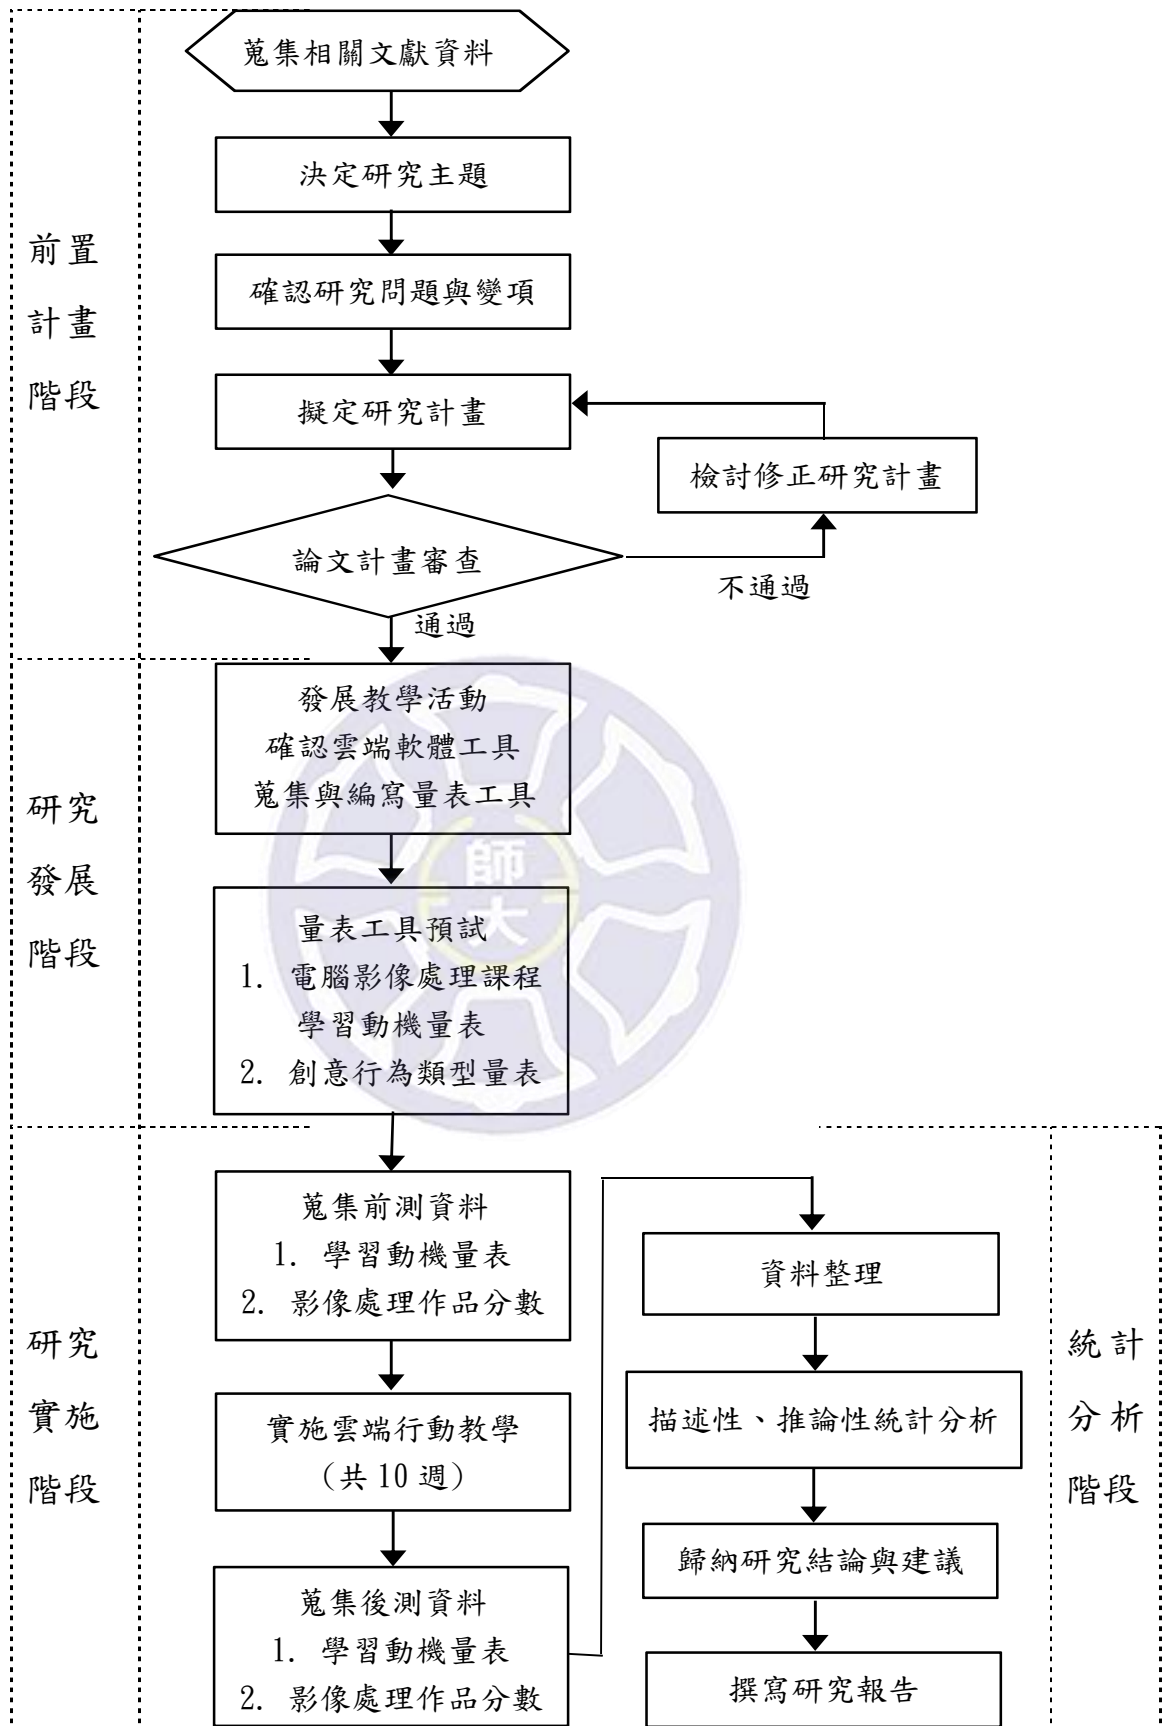 前置
計畫
階段
蒐集相關文獻資料
決定研究主題
確認研究問題與變項
擬定研究計畫
檢討修正研究計畫
論文計畫審查
不通過
通過
研究
發展
階段
發展教學活動
確認雲端軟體工具
蒐集與編寫量表工具
師大
量表工具預試
1. 電腦影像處理課程
學習動機量表
2. 創意行為類型量表
研究
實施
階段
蒐集前測資料
1. 學習動機量表
2. 影像處理作品分數
實施雲端行動教學
(共 10 週)
蒐集後測資料
1. 學習動機量表
2. 影像處理作品分數
統計
分析
階段
資料整理
描述性、推論性統計分析
歸納研究結論與建議
撰寫研究報告